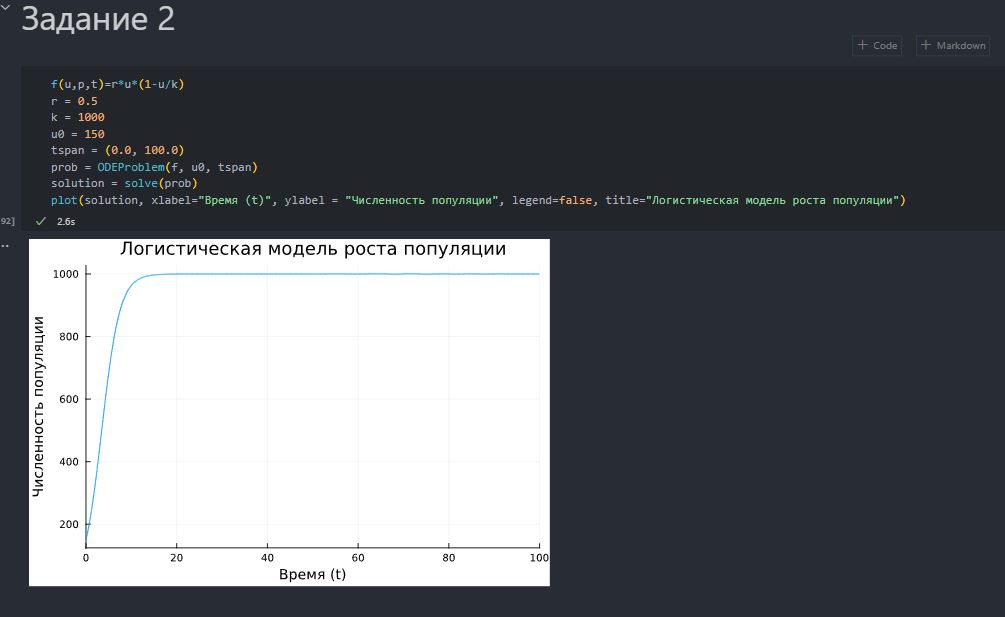 Задание 2
+ Code + Markdown
f(u,p,t)=r*u*(1-u/k)
r = 0.5
k = 1000
u0 = 150
tspan = (0.0, 100.0)
prob = ODEProblem(f, u0, tspan)
solution = solve(prob)
plot(solution, xlabel="Время (t)", ylabel = "Численность популяции", legend=false, title="Логистическая модель роста популяции")
92] ✓ 2.6s
Логистическая модель роста популяции
1000
800
600
400
200
Численность популяции
0 20 40 60 80 100
Время (t)